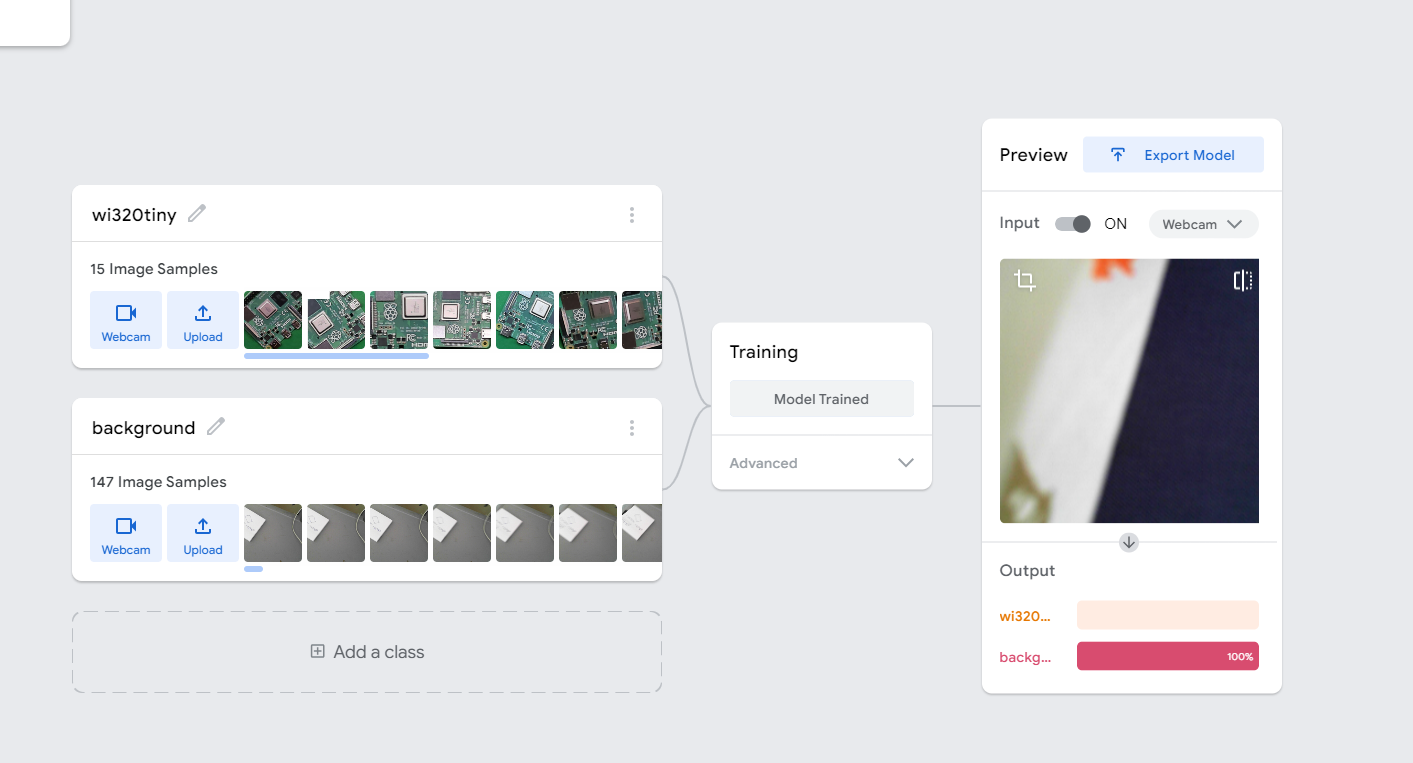 wi320tiny
15 Image Samples
Webcam
Upload
background
147 Image Samples
Webcam
Upload
Add a class
Training
Model Trained
Advanced
Preview
Export Model
Input
ON
Webcam
Output
wi320...
backg...
100%